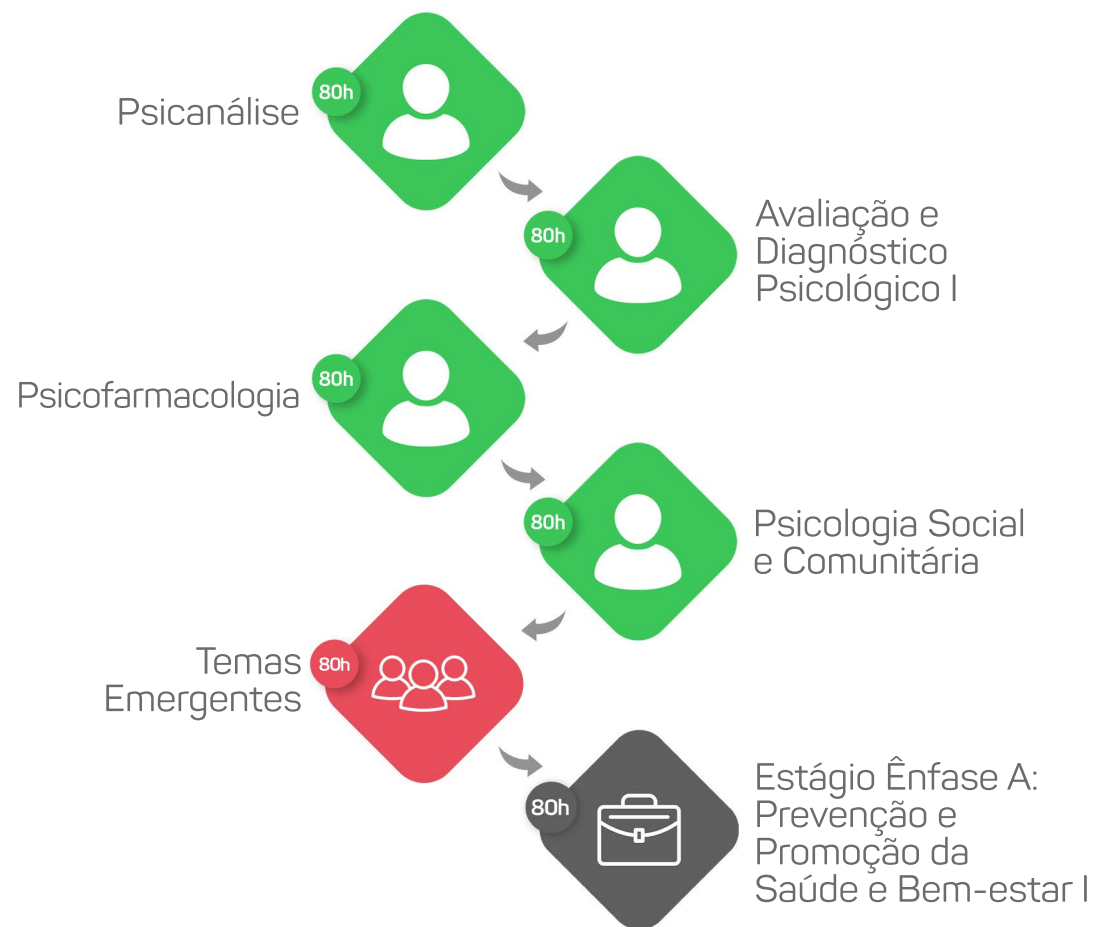 Psicanálise
80h
80h
Avaliação e
Diagnóstico
Psicológico I
Psicofarmacologia
80h
80h
Psicologia Social
e Comunitária
Temas
Emergentes
80h
80h
Estágio Ênfase A:
Prevenção e
Promoção da
Saúde e Bem-estar I